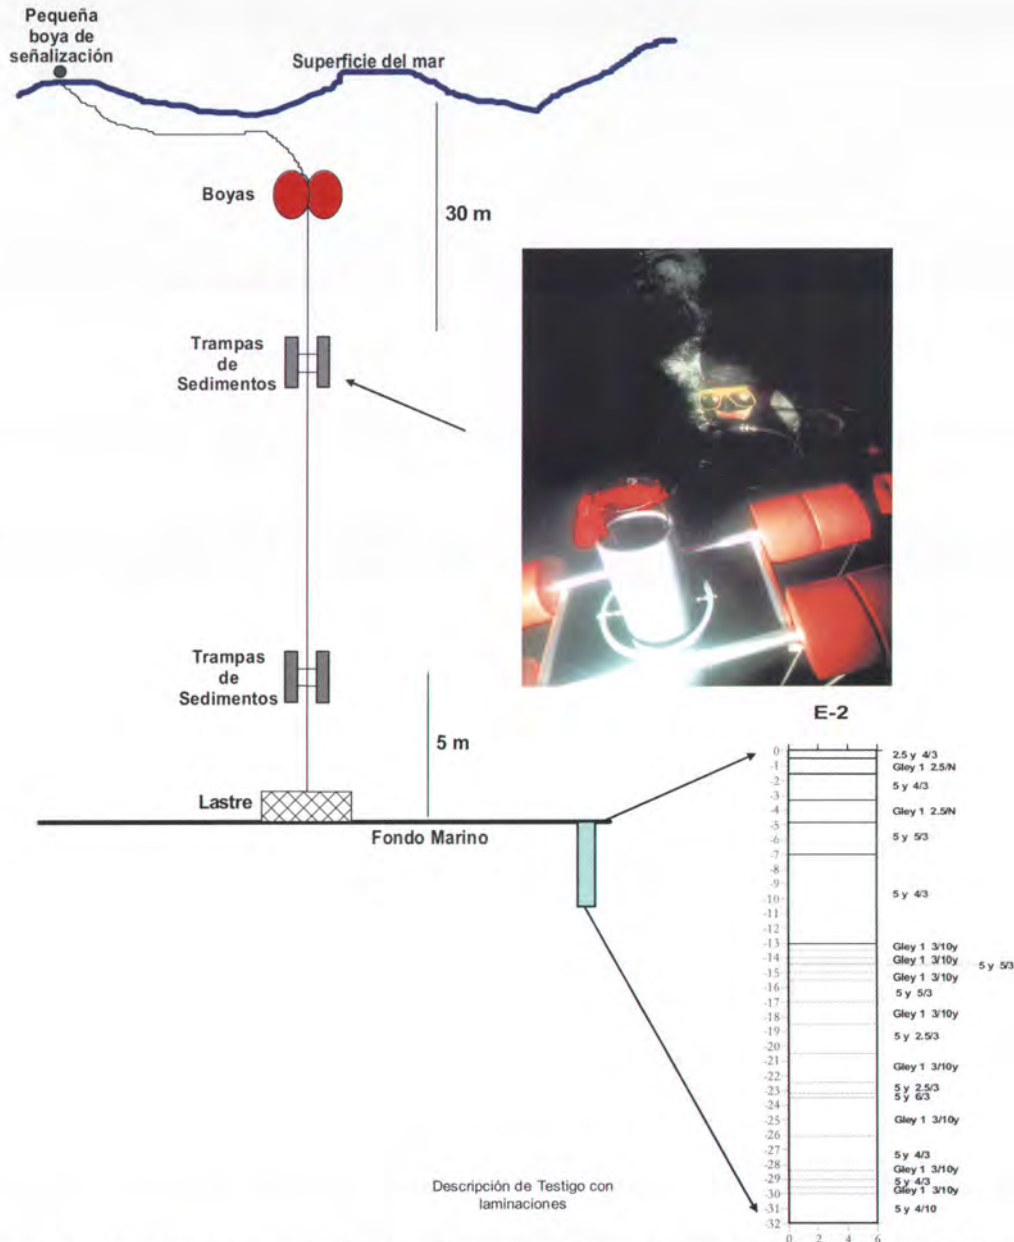 Pequeña
boya de
señalización
Superficie del mar
Boyas
30 m
Trampas
de
Sedimentos
Trampas
de
Sedimentos
5 m
Lastre
Fondo Marino
E-2
0
-1
-2
-3
-4
-5
-6
-7
-8
-9
-10
-11
-12
-13
-14
-15
-16
-17
-18
-19
-20
-21
-22
-23
-24
-25
-26
-27
-28
-29
-30
-31
-32
0 2 4 6
2.5 y 4/3
Gley 1 2.5/N
5 y 4/3
Gley 1 2.5/N
5 y 5/3
5 y 4/3
Gley 1 3/10y
Gley 1 3/10y
5 y 5/3
Gley 1 3/10y
5 y 5/3
Gley 1 3/10y
5 y 2.5/3
Gley 1 3/10y
5 y 2.5/3
5 y 6/3
Gley 1 3/10y
5 y 4/3
Gley 1 3/10y
5 y 4/3
Gley 1 3/10y
5 y 4/10
Descripción de Testigo con
laminaciones